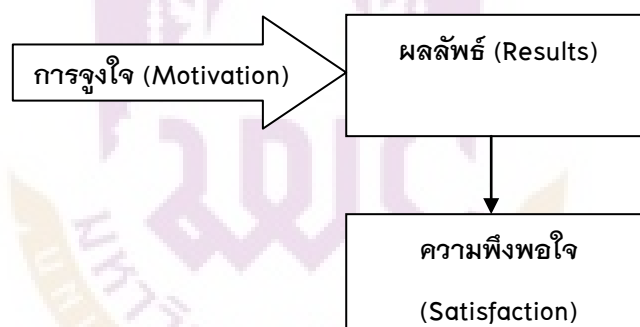 การจูงใจ (Motivation)
ผลลัพธ์ (Results)
ความพึงพอใจ
(Satisfaction)